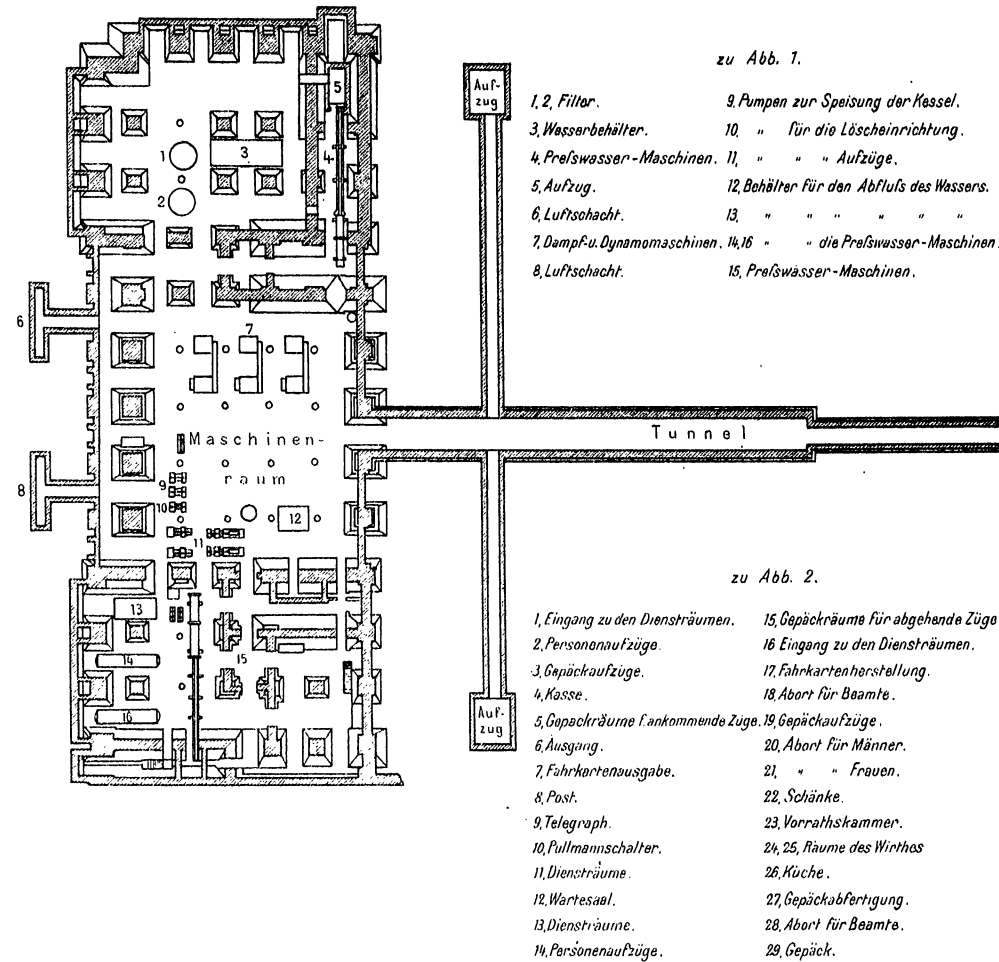 zu Abb. 1.
1, 2, Filter.
3, Wasserbehälter.
4, Preſswasser-Maschinen.
5, Aufzug.
6, Luftschacht.
7, Dampf-u. Dynamomaschinen.
8, Luftschacht.
9, Pumpen zur Speisung der Kessel.
10, " für die Löscheinrichtung.
11, " " " Aufzüge.
12, Behälter für den Abfluſs des Wassers.
13, " " " " "
14,16 " " die Preſswasser-Maschinen.
15, Preſswasser-Maschinen.
Auf-
zug
5
4
3
1
2
6
7
Maschinen-
raum
Tunnel
8
9
10
11
12
13
14
15
16
Auf-
zug
zu Abb. 2.
1, Eingang zu den Diensträumen.
2, Personenaufzüge.
3, Gepäckaufzüge.
4, Kasse.
5, Gepäckräume f. ankommende Züge.
6, Ausgang.
7, Fahrkartenausgabe.
8, Post.
9, Telegraph.
10, Pullmannschalter.
11, Diensträume.
12, Wartesaal.
13, Diensträume.
14, Personenaufzüge.
15, Gepäckräume für abgehende Züge
16 Eingang zu den Diensträumen.
17, Fahrkartenherstellung.
18, Abort für Beamte.
19, Gepäckaufzüge.
20, Abort für Männer.
21, " " Frauen.
22, Schänke.
23, Vorrathskammer.
24, 25, Räume des Wirthes
26, Küche.
27, Gepäckabfertigung.
28, Abort für Beamte.
29, Gepäck.